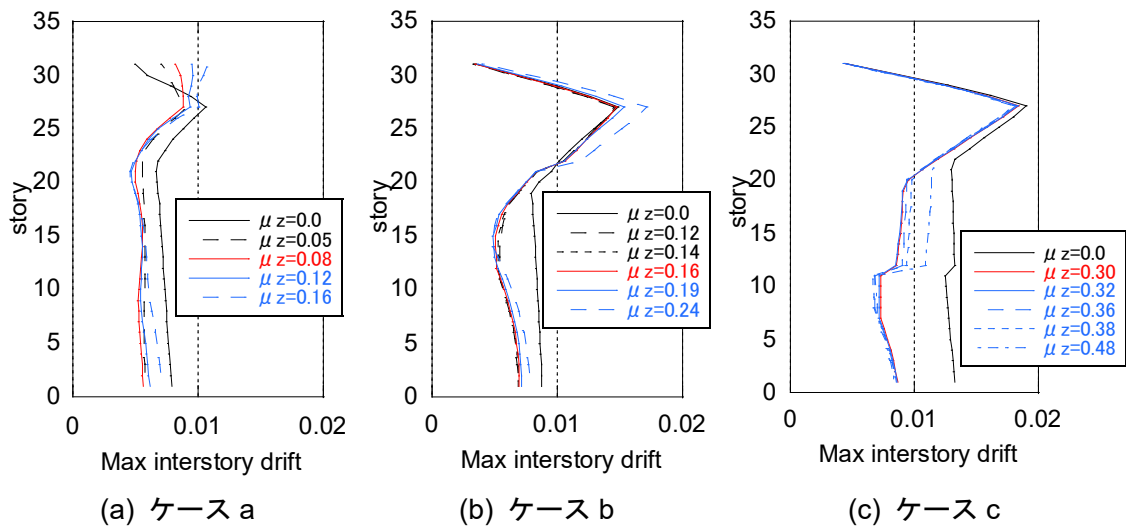 35
30
25
20
15
10
5
0
story
0
0.01
0.02
Max interstory drift
μ z=0.0
μ z=0.05
μ z=0.08
μ z=0.12
μ z=0.16
(a) ケース a
35
30
25
20
15
10
5
0
story
0
0.01
0.02
Max interstory drift
μ z=0.0
μ z=0.12
μ z=0.14
μ z=0.16
μ z=0.19
μ z=0.24
(b) ケース b
35
30
25
20
15
10
5
0
story
0
0.01
0.02
Max interstory drift
μ z=0.0
μ z=0.30
μ z=0.32
μ z=0.36
μ z=0.38
μ z=0.48
(c) ケース c